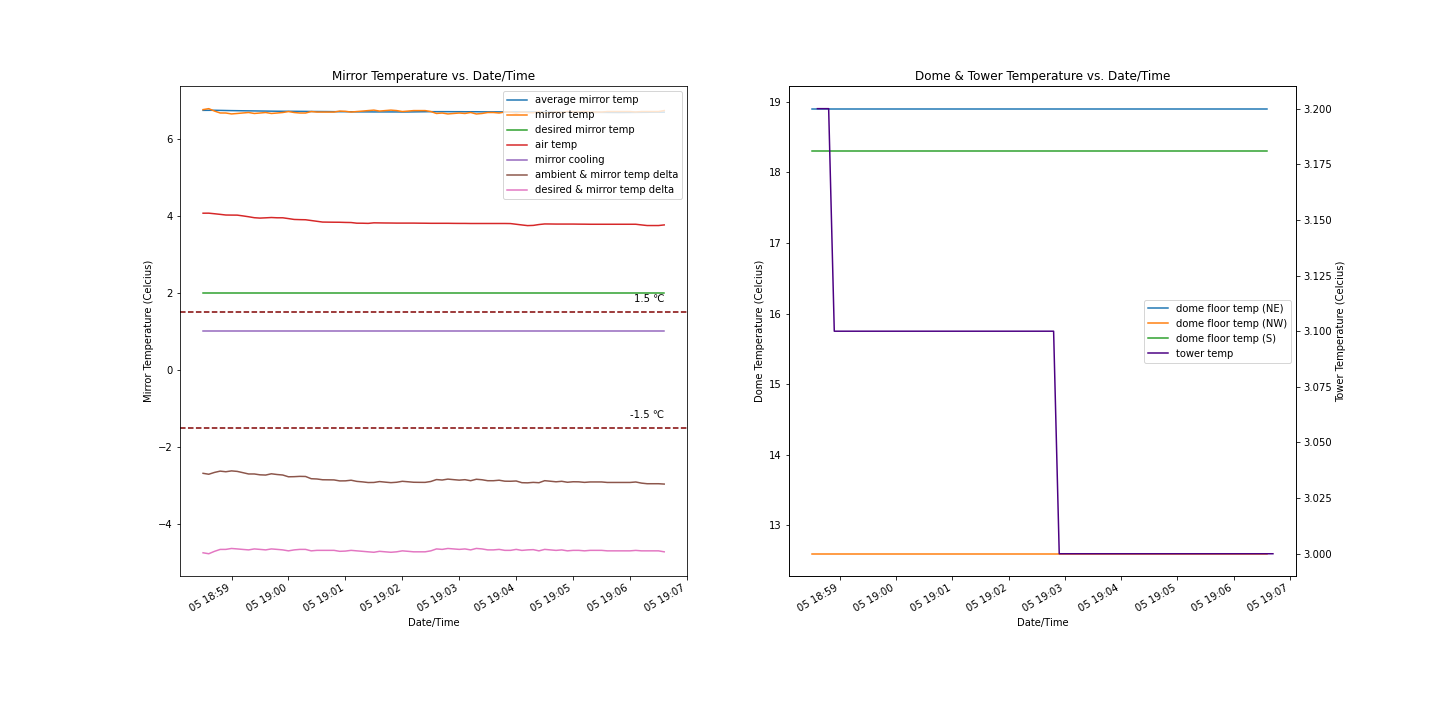 Mirror Temperature vs. Date/Time
Mirror Temperature (Celcius)
6
4
2
0
−2
−4
average mirror temp
mirror temp
desired mirror temp
air temp
mirror cooling
ambient & mirror temp delta
desired & mirror temp delta
1.5 °C
-1.5 °C
05 18:59
05 19:00
05 19:01
05 19:02
05 19:03
05 19:04
05 19:05
05 19:06
05 19:07
Date/Time
Dome & Tower Temperature vs. Date/Time
Dome Temperature (Celcius)
19
18
17
16
15
14
13
dome floor temp (NE)
dome floor temp (NW)
dome floor temp (S)
tower temp
3.200
3.175
3.150
3.125
3.100
3.075
3.050
3.025
3.000
Tower Temperature (Celcius)
05 18:59
05 19:00
05 19:01
05 19:02
05 19:03
05 19:04
05 19:05
05 19:06
05 19:07
Date/Time